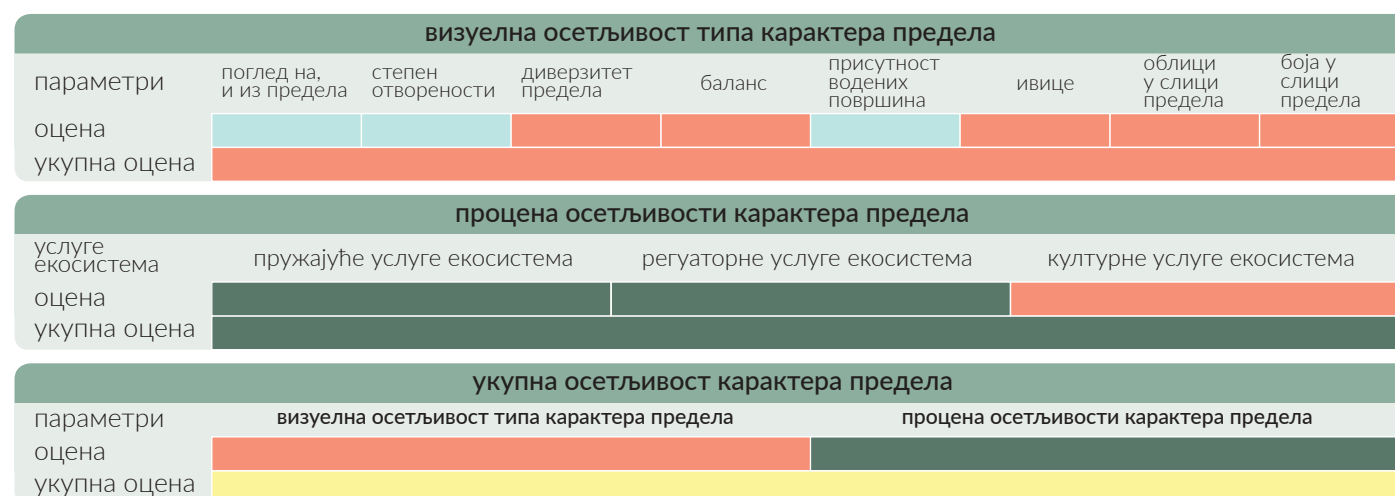 визуелна осетљивост типа карактера предела
параметри
поглед на,
и из предела
степен
отворености
диверзитет
предела
баланс
присутност
водених
површина
ивице
облици
у слици
предела
боја у
слици
предела
оцена
укупна оцена
процена осетљивости карактера предела
услуге
екосистема
пружајуће услуге екосистема
регуаторне услуге екосистема
културне услуге екосистема
оцена
укупна оцена
укупна осетљивост карактера предела
параметри
визуелна осетљивост типа карактера предела
процена осетљивости карактера предела
оцена
укупна оцена